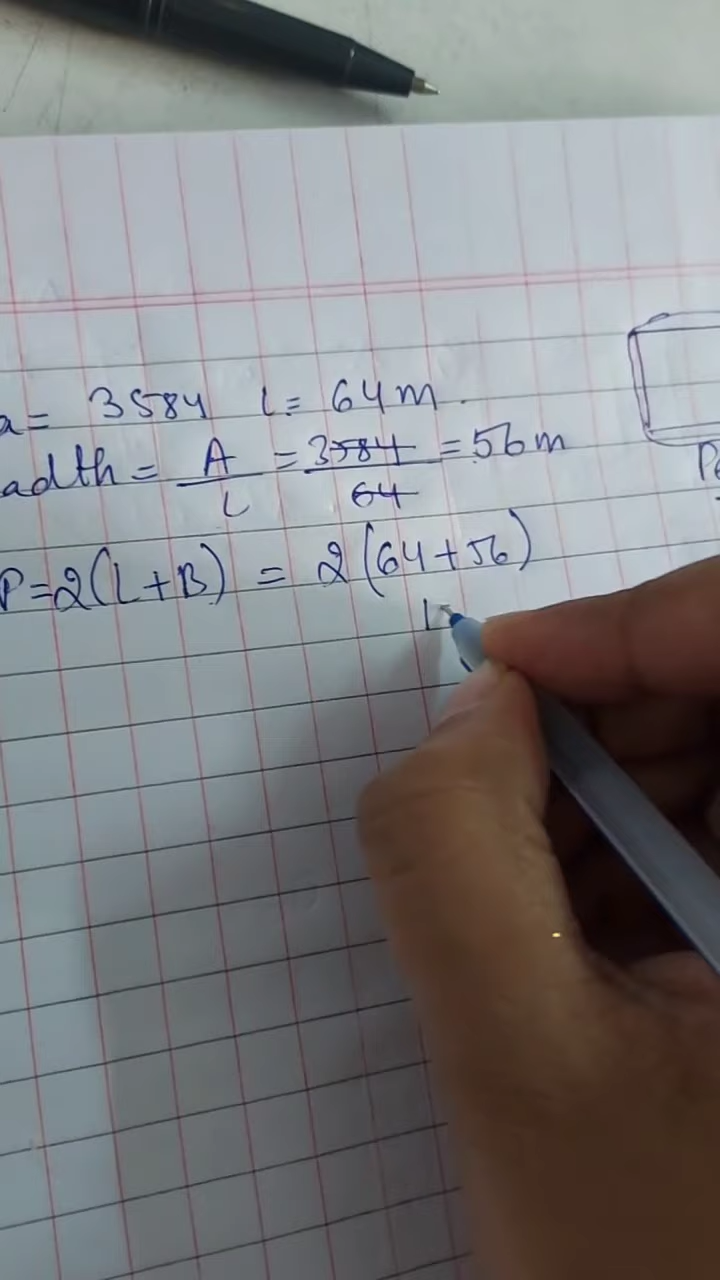 a = 3584 l = 64m.
adth = A/L = 3584/64 = 56m
P=2(L+B) = 2(64+56)